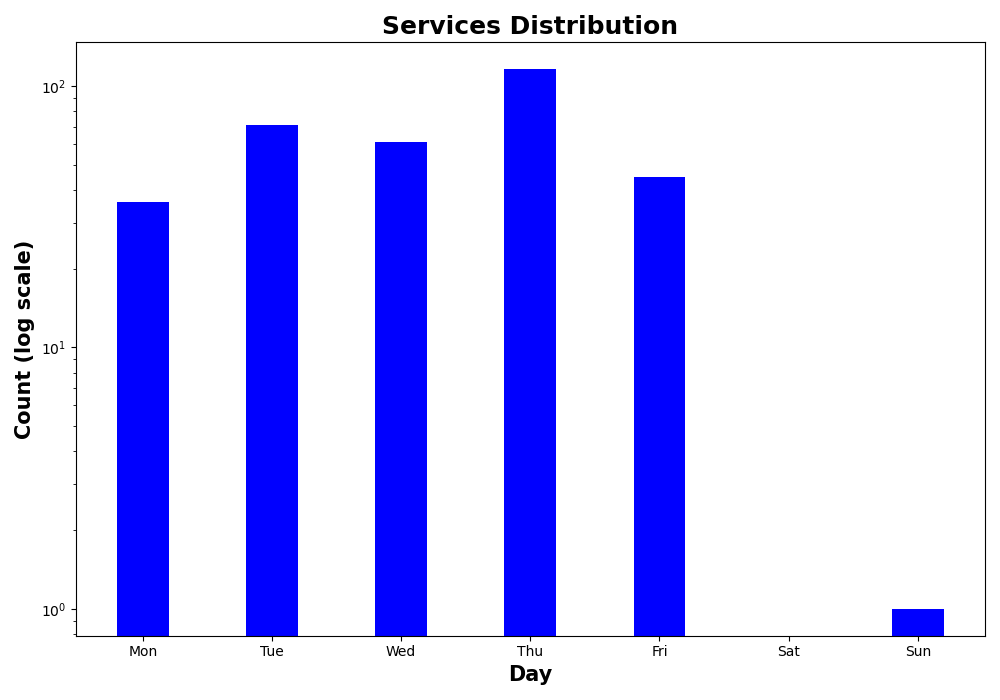 Services Distribution
Count (log scale)
10²
10¹
10⁰
Mon Tue Wed Thu Fri Sat Sun
Day